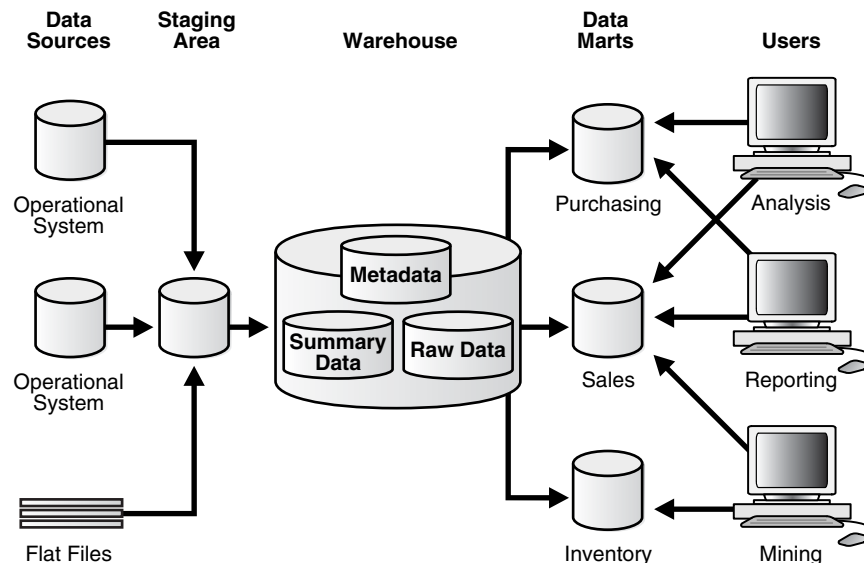 Data
Sources
Staging
Area
Warehouse
Data
Marts
Users
Operational
System
Purchasing
Analysis
Metadata
Summary
Data
Raw Data
Operational
System
Sales
Reporting
Flat Files
Inventory
Mining